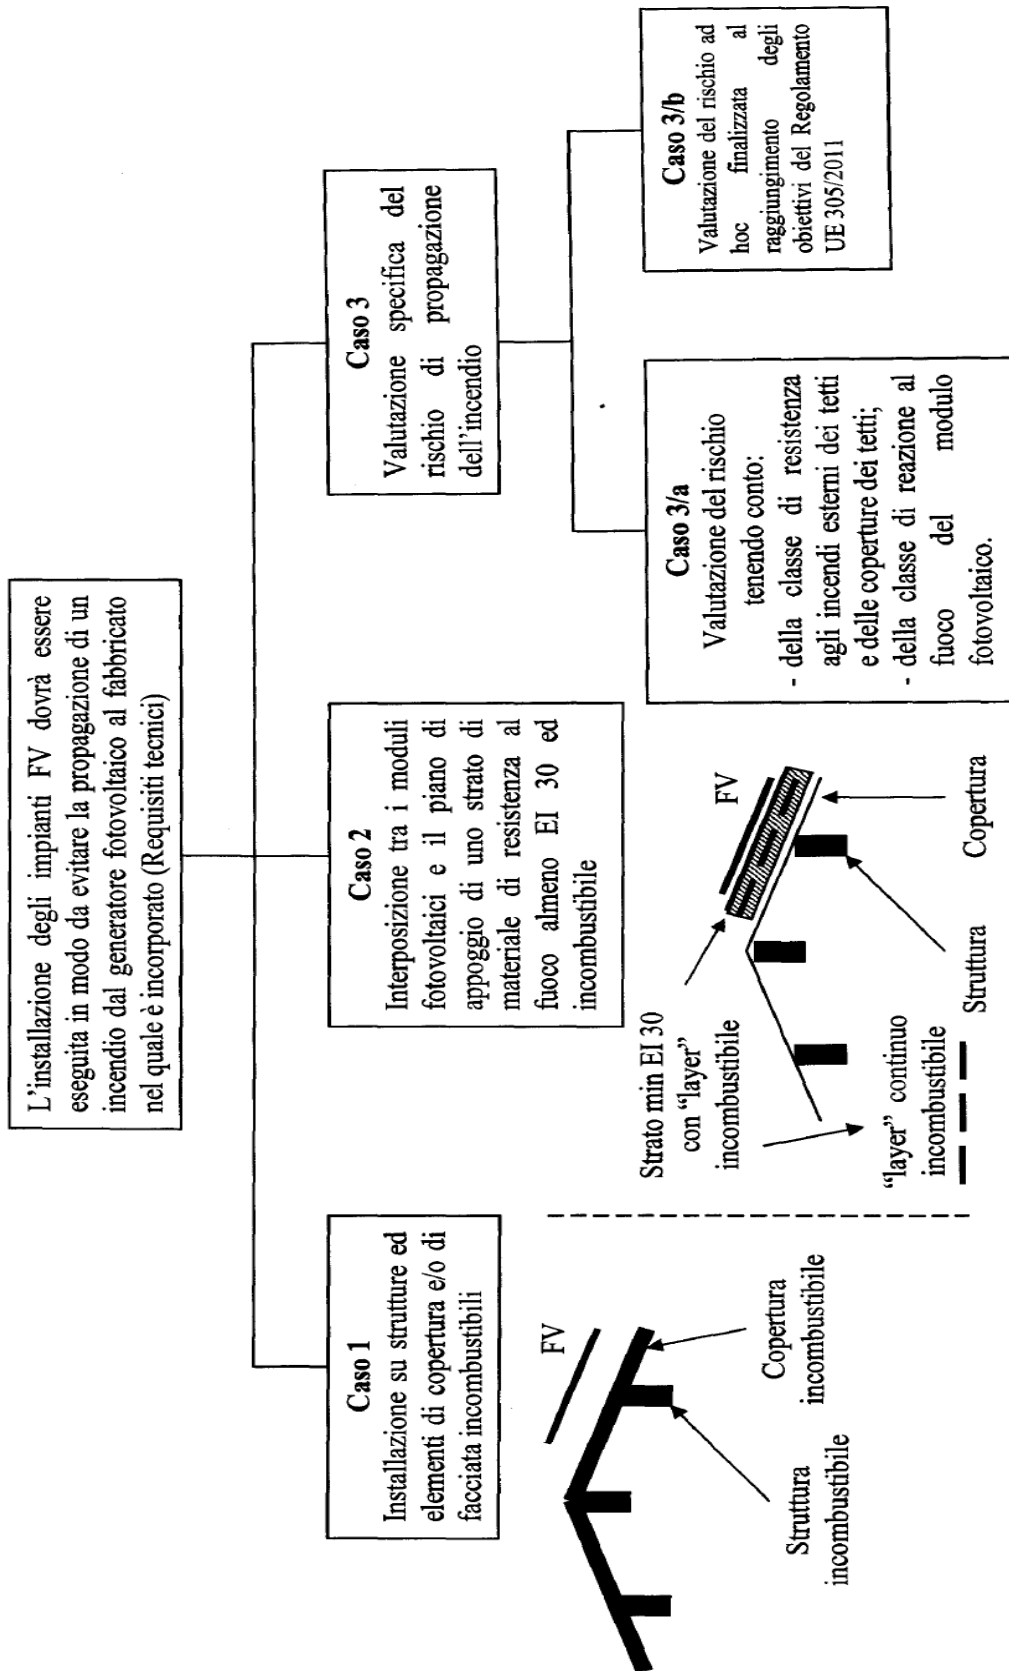 L'installazione degli impianti FV dovrà essere
eseguita in modo da evitare la propagazione di un
incendio dal generatore fotovoltaico al fabbricato
nel quale è incorporato (Requisiti tecnici)
Caso 1
Installazione su strutture ed
elementi di copertura e/o di
facciata incombustibili
Caso 2
Interposizione tra i moduli
fotovoltaici e il piano di
appoggio di uno strato di
materiale di resistenza al
fuoco almeno EI 30 ed
incombustibile
Caso 3
Valutazione specifica del
rischio di propagazione
dell'incendio
FV
Copertura
incombustibile
Struttura
incombustibile
Strato min EI 30
con “layer”
incombustibile
FV
“layer” continuo
incombustibile
Struttura
Copertura
Caso 3/a
Valutazione del rischio
tenendo conto:
- della classe di resistenza
agli incendi esterni dei tetti
e delle coperture dei tetti;
- della classe di reazione al
fuoco del modulo
fotovoltaico.
Caso 3/b
Valutazione del rischio ad
hoc finalizzata al
raggiungimento degli
obiettivi del Regolamento
UE 305/2011